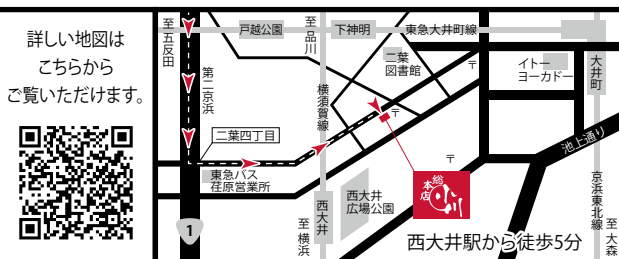 詳しい地図は
こちらから
ご覧いただけます。
至五反田
第二京浜
戸越公園
至品川
横須賀線
下神明
東急大井町線
二葉
図書館
〒
イトー
ヨーカドー
大井町
池上通り
二葉四丁目
〒
東急バス
荏原営業所
1
西大井
至横浜
西大井
広場公園
〒
総本店
小川
京浜東北線
至大森
西大井駅から徒歩5分